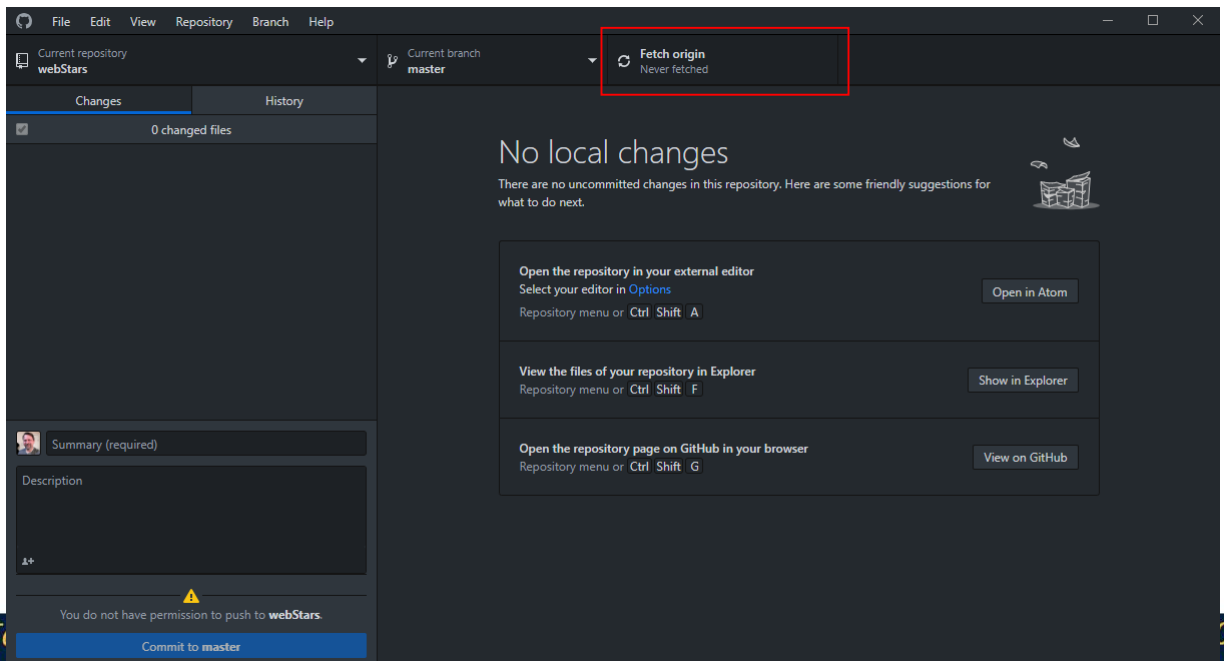 File Edit View Repository Branch Help
Current repository
webStars
Current branch
master
Fetch origin
Never fetched
Changes History
0 changed files
No local changes
There are no uncommitted changes in this repository. Here are some friendly suggestions for
what to do next.
Open the repository in your external editor
Select your editor in Options
Repository menu or Ctrl Shift A
Open in Atom
View the files of your repository in Explorer
Repository menu or Ctrl Shift F
Show in Explorer
Open the repository page on GitHub in your browser
Repository menu or Ctrl Shift G
View on GitHub
Summary (required)
Description
You do not have permission to push to webStars.
Commit to master